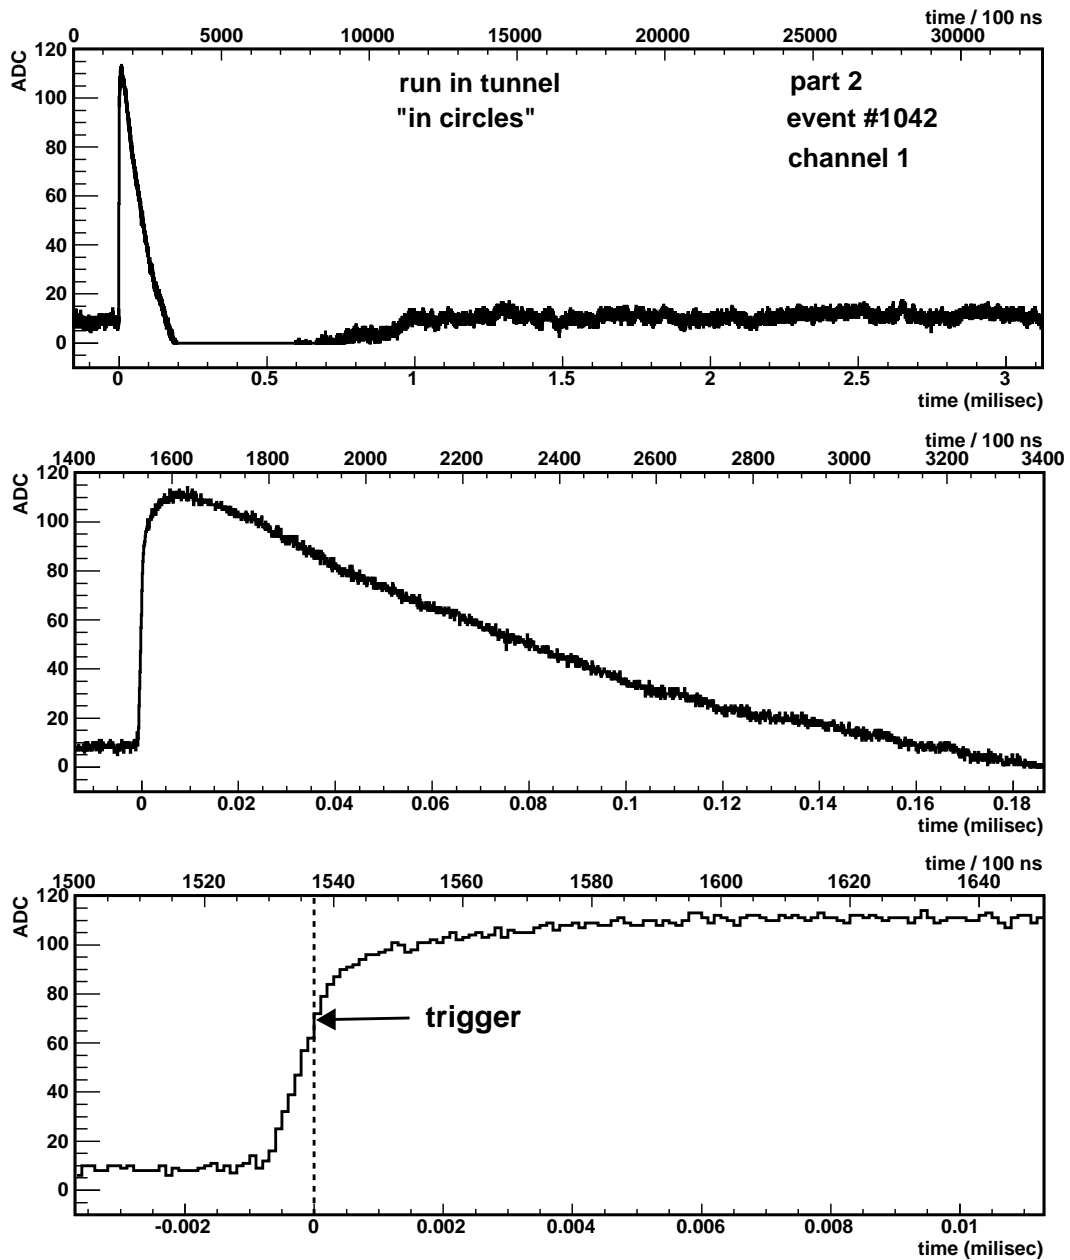 time / 100 ns
0 5000 10000 15000 20000 25000 30000
ADC
120
100
80
60
40
20
0
run in tunnel
"in circles"
part 2
event #1042
channel 1
0 0.5 1 1.5 2 2.5 3
time (milisec)
time / 100 ns
1400 1600 1800 2000 2200 2400 2600 2800 3000 3200 3400
ADC
120
100
80
60
40
20
0
0 0.02 0.04 0.06 0.08 0.1 0.12 0.14 0.16 0.18
time (milisec)
time / 100 ns
1500 1520 1540 1560 1580 1600 1620 1640
ADC
120
100
80
60
40
20
0
trigger
-0.002 0 0.002 0.004 0.006 0.008 0.01
time (milisec)